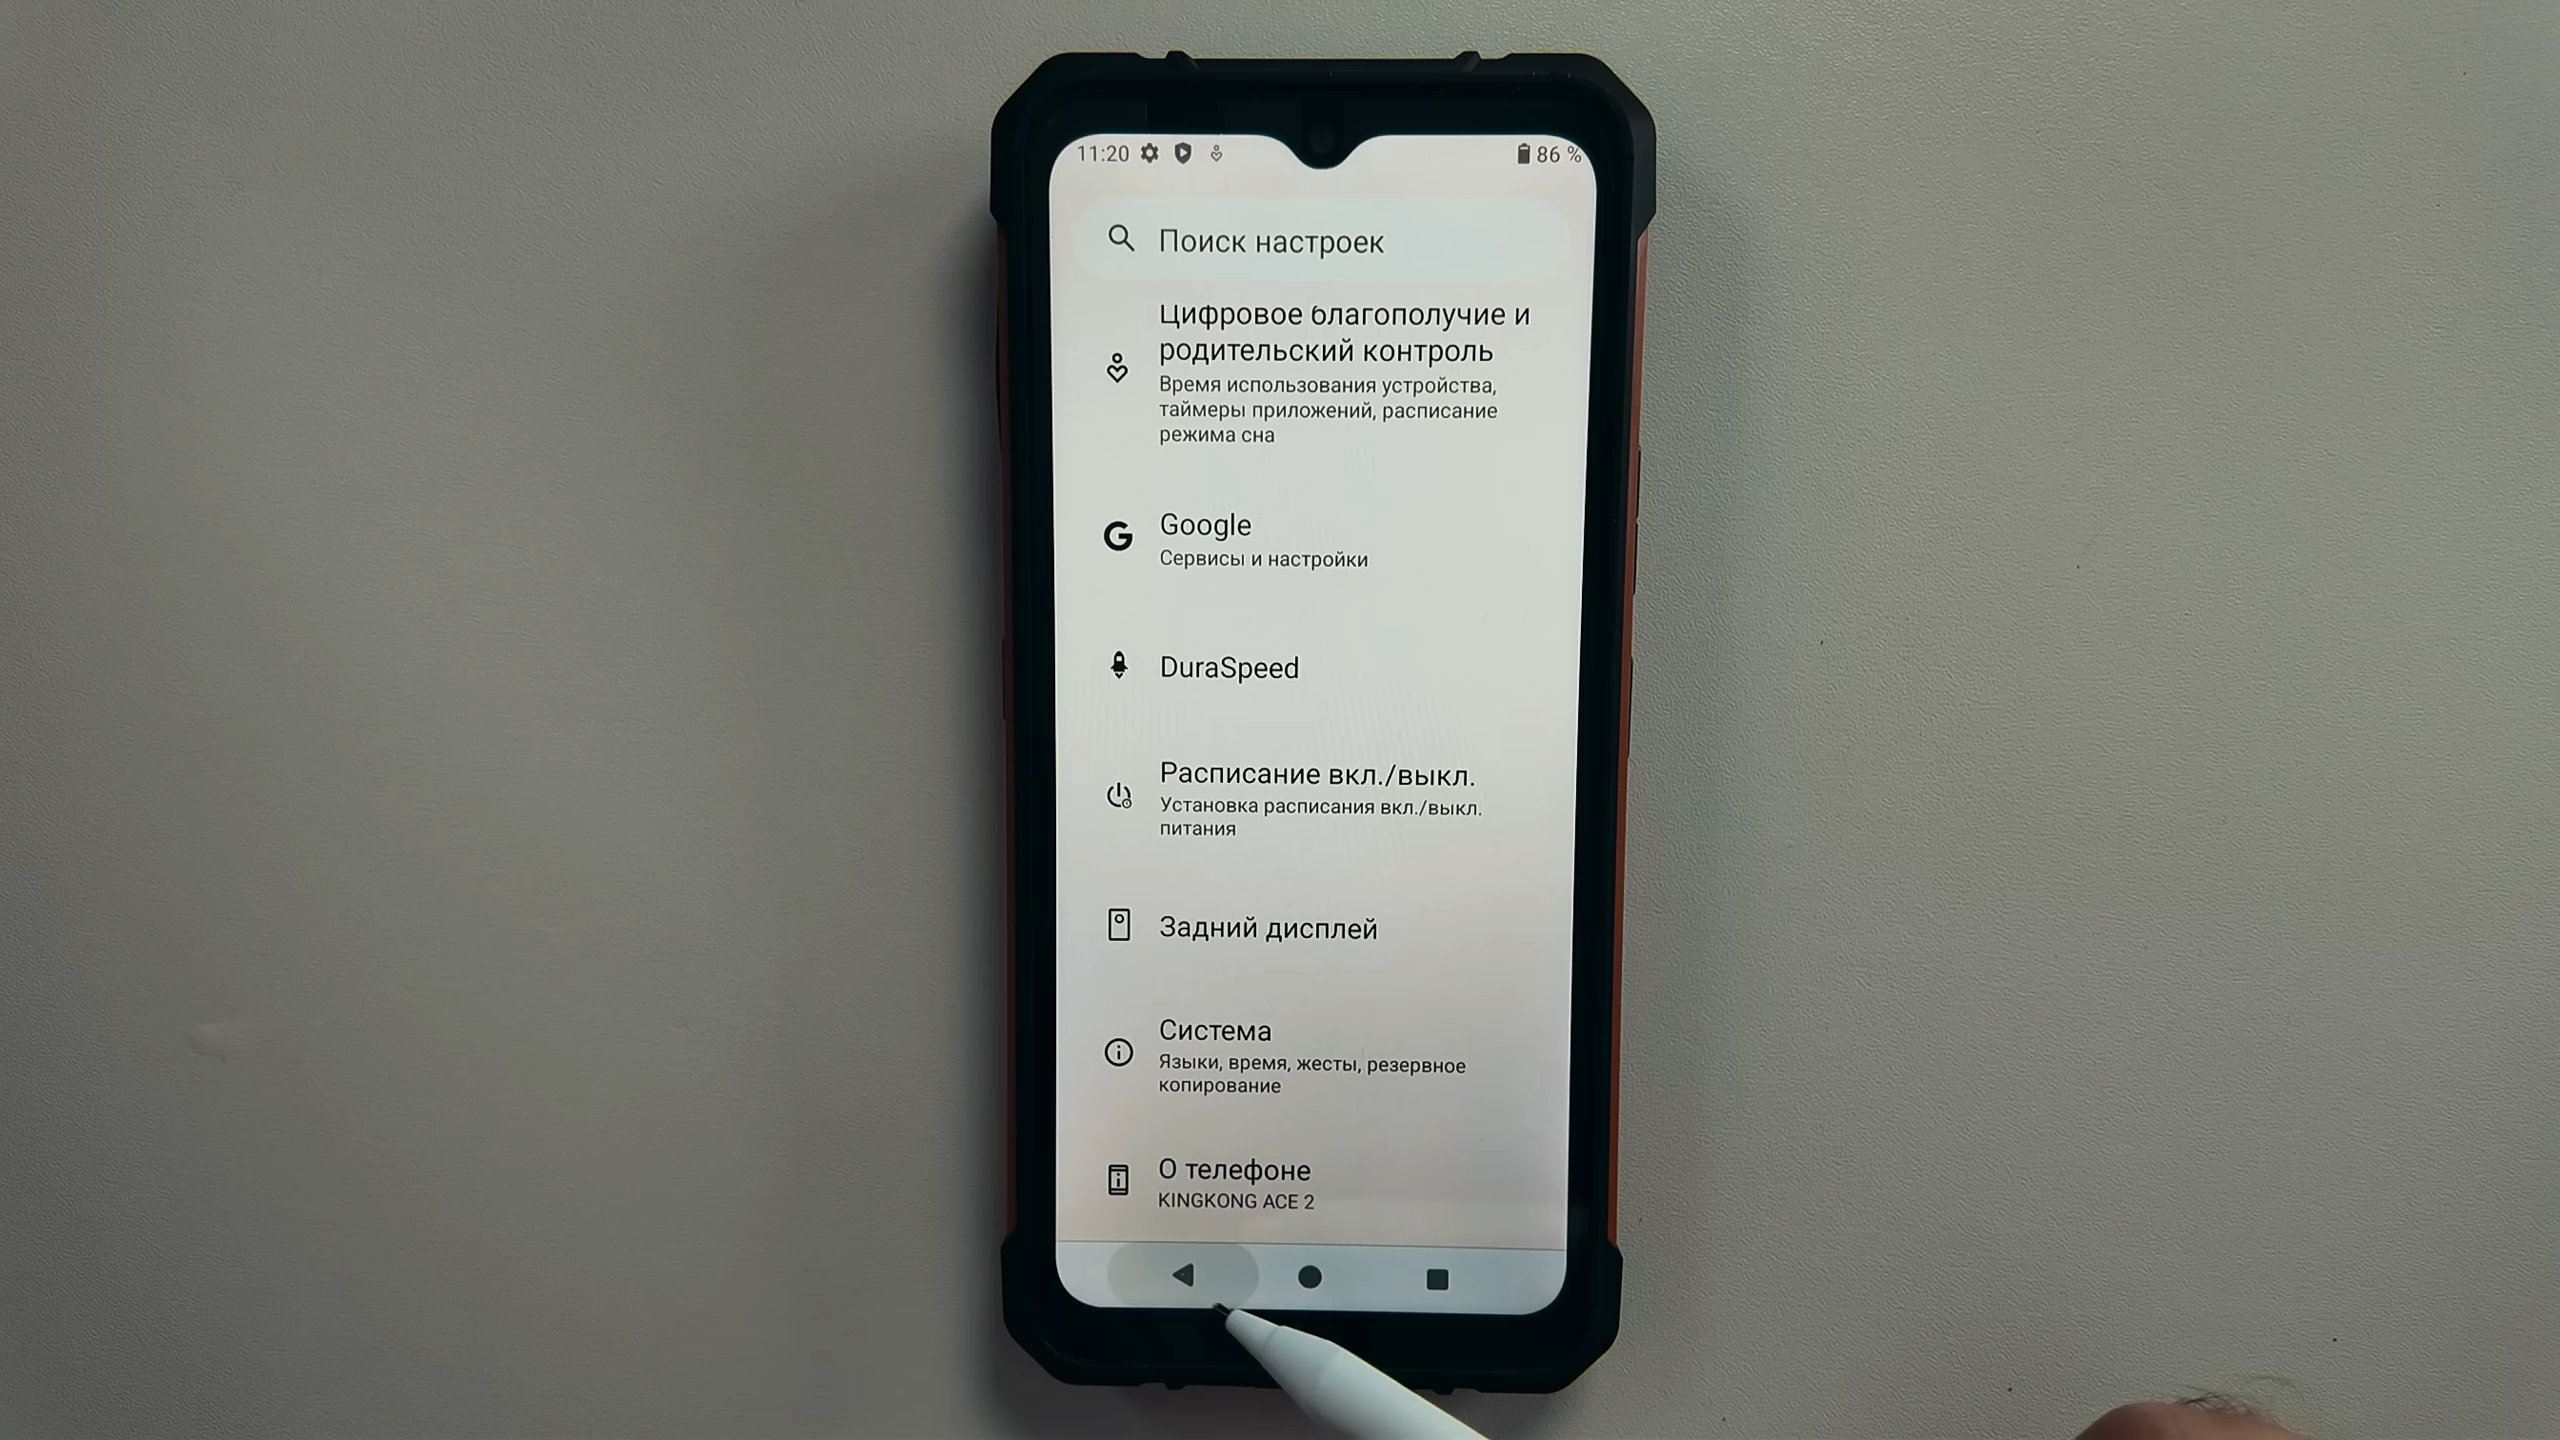 11:20
86 %
Поиск настроек
Цифровое благополучие и
родительский контроль
Время использования устройства,
таймеры приложений, расписание
режима сна
Google
Сервисы и настройки
DuraSpeed
Расписание вкл./выкл.
Установка расписания вкл./выкл.
питания
Задний дисплей
Система
Языки, время, жесты, резервное
копирование
О телефоне
KINGKONG ACE 2